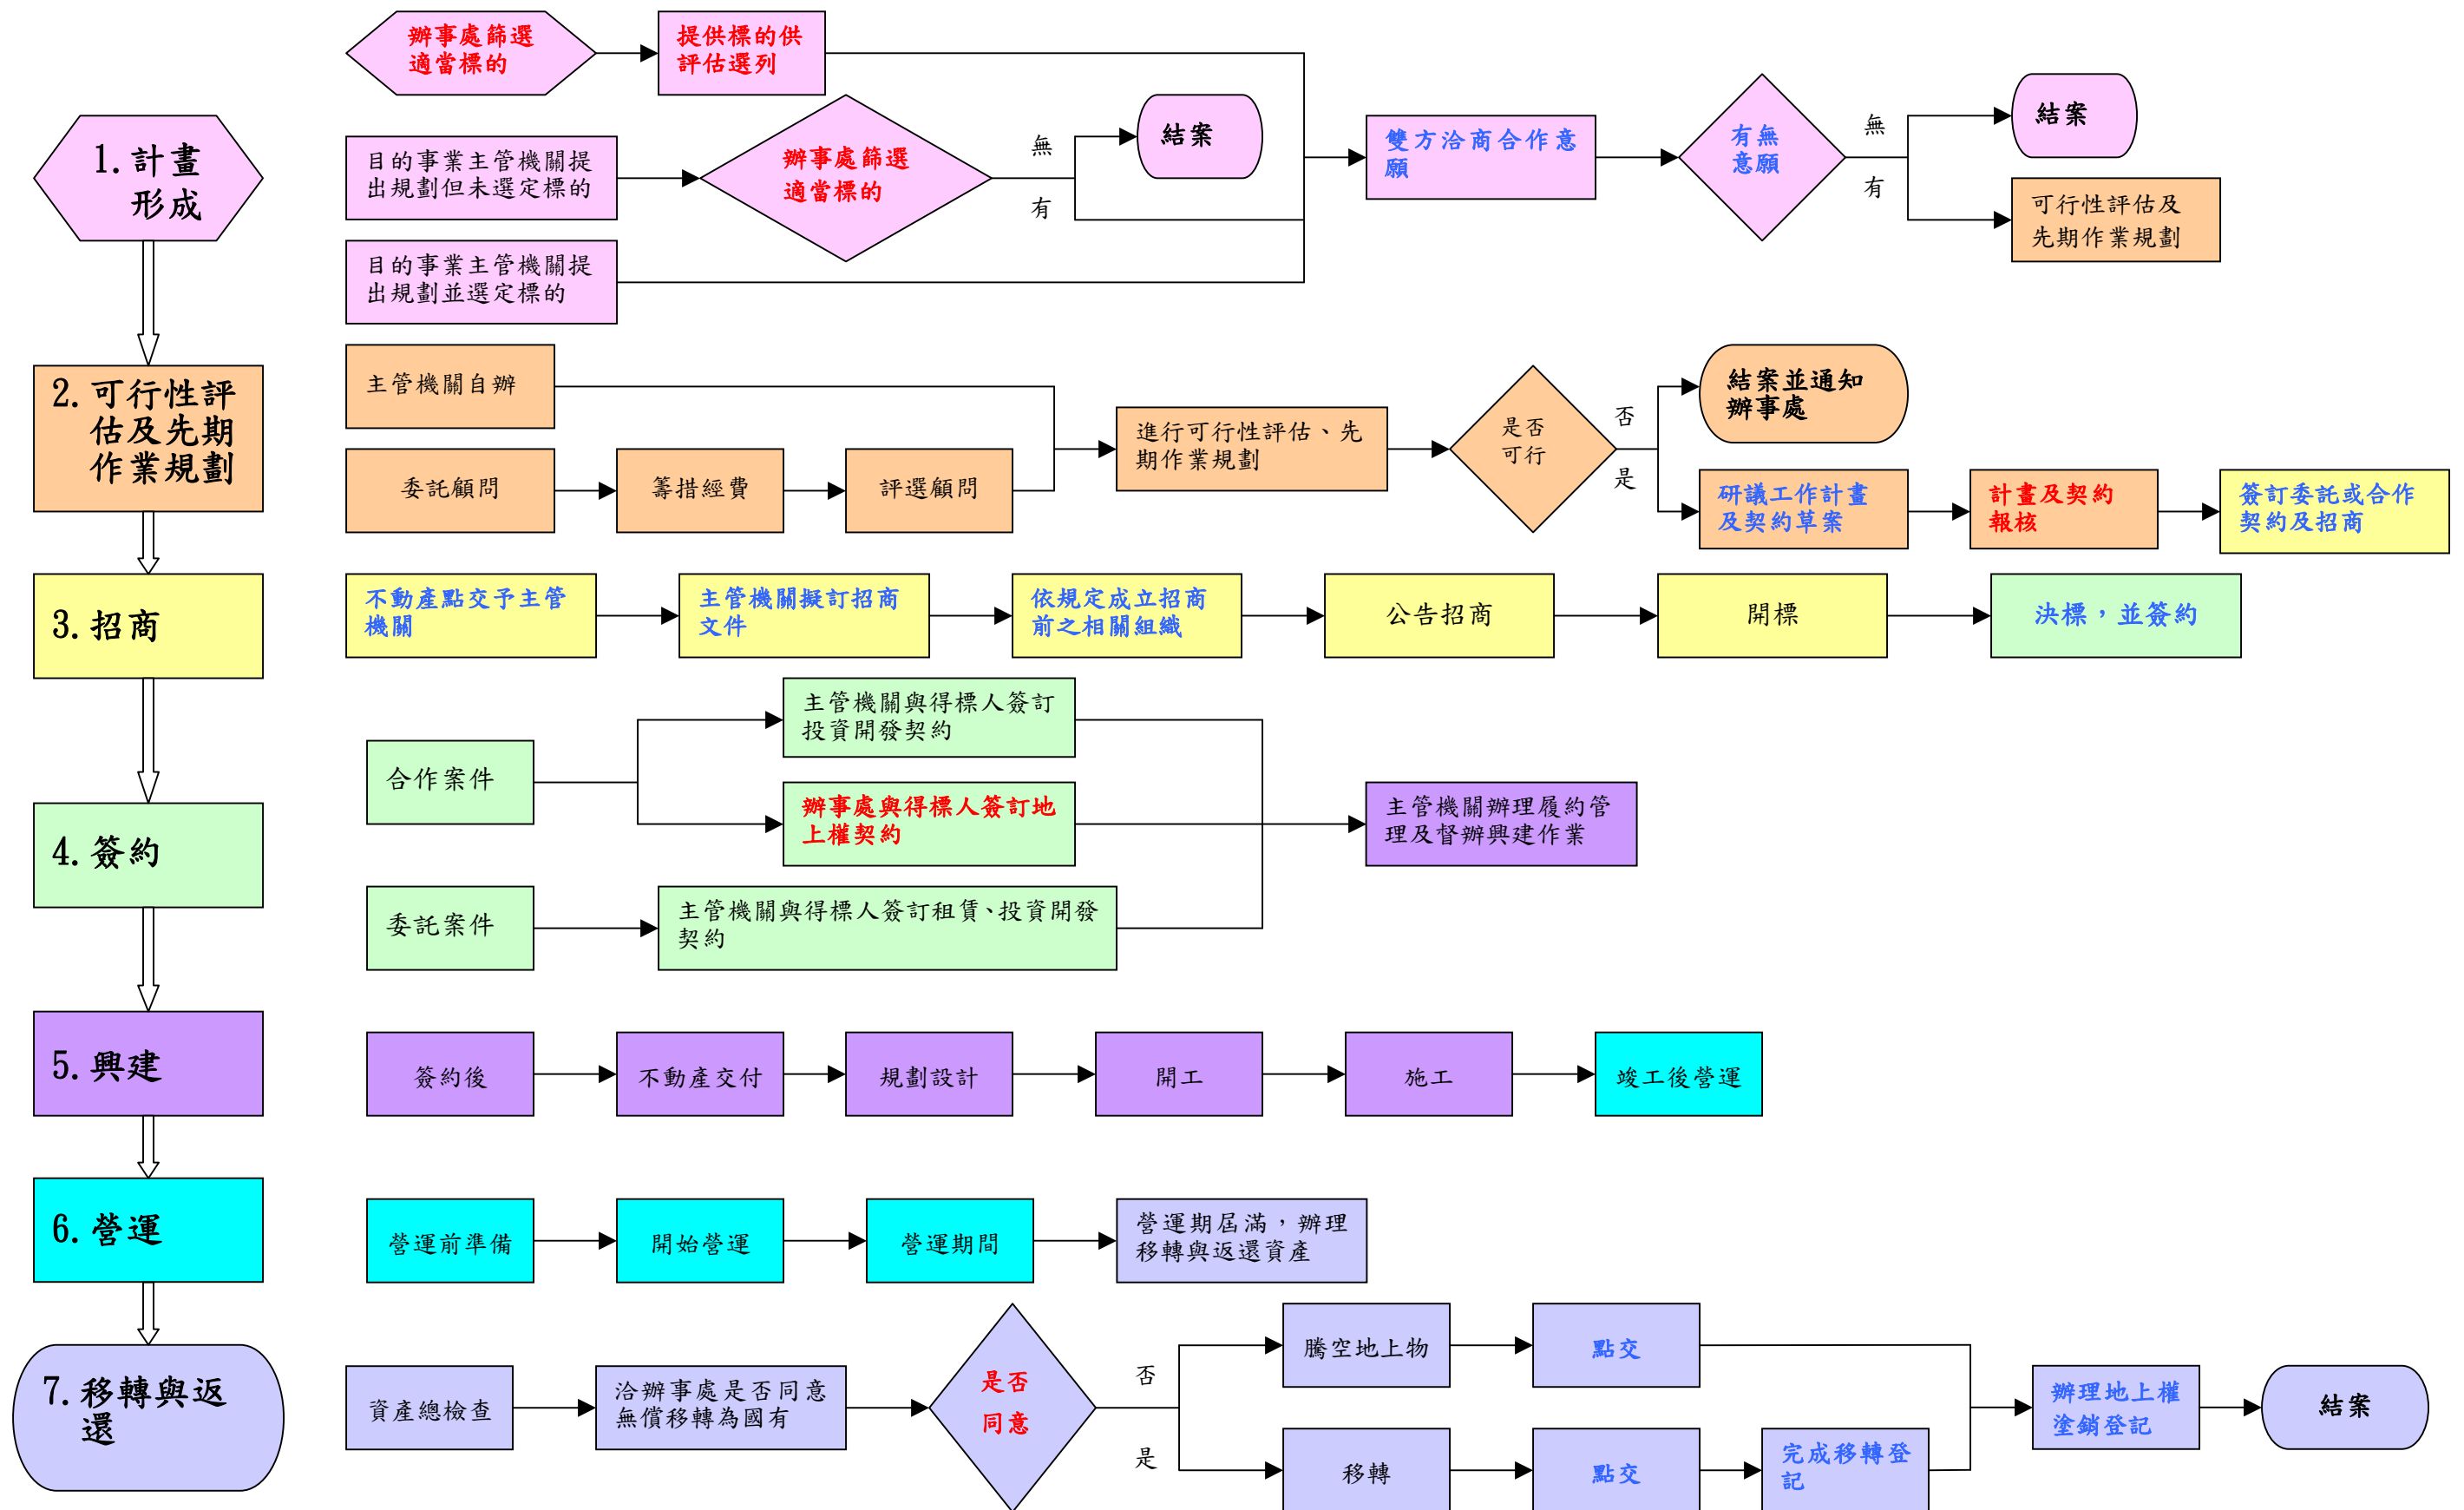 1.計畫
形成
辦事處篩選
適當標的
提供標的供
評估選列
目的事業主管機關提
出規劃但未選定標的
辦事處篩選
適當標的
無
有
結案
目的事業主管機關提
出規劃並選定標的
雙方洽商合作意
願
有無
意願
無
有
結案
可行性評估及
先期作業規劃
2.可行性評
估及先期
作業規劃
主管機關自辦
委託顧問
籌措經費
評選顧問
進行可行性評估、先
期作業規劃
是否
可行
否
是
結案並通知
辦事處
研議工作計畫
及契約草案
計畫及契約
報核
簽訂委託或合作
契約及招商
3.招商
不動產點交予主管
機關
主管機關擬訂招商
文件
依規定成立招商
前之相關組織
公告招商
開標
決標，並簽約
4.簽約
合作案件
主管機關與得標人簽訂
投資開發契約
辦事處與得標人簽訂地
上權契約
委託案件
主管機關與得標人簽訂租賃、投資開發
契約
主管機關辦理履約管
理及督辦興建作業
5.興建
簽約後
不動產交付
規劃設計
開工
施工
竣工後營運
6.營運
營運前準備
開始營運
營運期間
營運期屆滿，辦理
移轉與返還資產
7.移轉與返
還
資產總檢查
洽辦事處是否同意
無償移轉為國有
是否
同意
否
是
騰空地上物
點交
移轉
點交
完成移轉登
記
辦理地上權
塗銷登記
結案